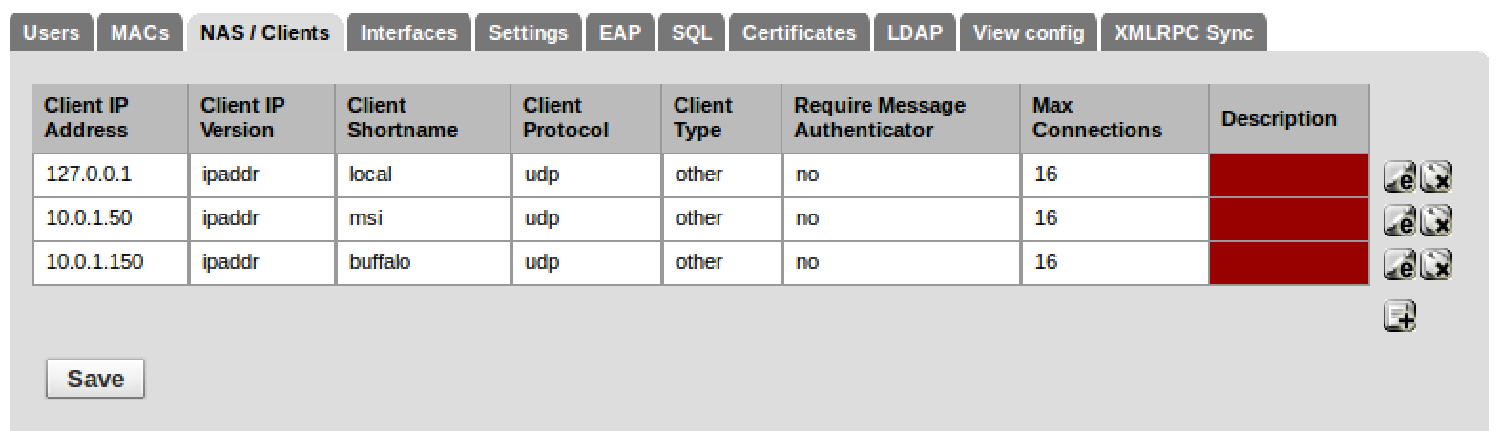 Users MACs NAS / Clients Interfaces Settings EAP SQL Certificates LDAP View config XMLRPC Sync
Client IP Address Client IP Version Client Shortname Client Protocol Client Type Require Message Authenticator Max Connections Description
127.0.0.1 ipaddr local udp other no 16
10.0.1.50 ipaddr msi udp other no 16
10.0.1.150 ipaddr buffalo udp other no 16
Save